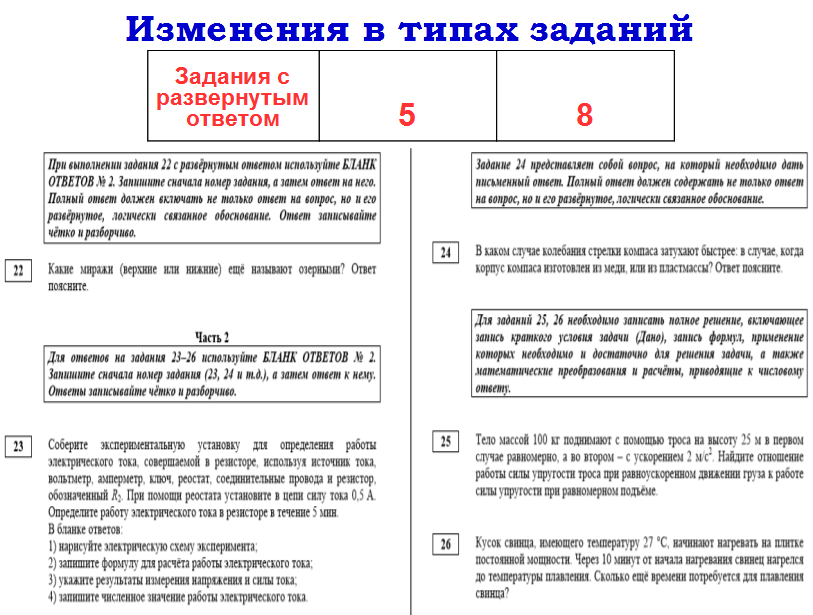 Изменения в типах заданий
Задания с
развернутым
ответом
5
8
При выполнении задания 22 с развёрнутым ответом используйте БЛАНК
ОТВЕТОВ № 2. Запишите сначала номер задания, а затем ответ на него.
Полный ответ должен включать не только ответ на вопрос, но и его
развёрнутое, логически связанное обоснование. Ответ записывайте
чётко и разборчиво.
22
Какие миражи (верхние или нижние) ещё называют озерными? Ответ
поясните.
Часть 2
Для ответов на задания 23–26 используйте БЛАНК ОТВЕТОВ № 2.
Запишите сначала номер задания (23, 24 и т.д.), а затем ответ к нему.
Ответы записывайте чётко и разборчиво.
23
Соберите экспериментальную установку для определения работы
электрического тока, совершаемой в резисторе, используя источник тока,
вольтметр, амперметр, ключ, реостат, соединительные провода и резистор,
обозначенный R₂. При помощи реостата установите в цепи силу тока 0,5 А.
Определите работу электрического тока в резисторе в течение 5 мин.
В бланке ответов:
1) нарисуйте электрическую схему эксперимента;
2) запишите формулу для расчёта работы электрического тока;
3) укажите результаты измерения напряжения и силы тока;
4) запишите численное значение работы электрического тока.
Задание 24 представляет собой вопрос, на который необходимо дать
письменный ответ. Полный ответ должен содержать не только ответ
на вопрос, но и его развёрнутое, логически связанное обоснование.
24
В каком случае колебания стрелки компаса затухают быстрее: в случае, когда
корпус компаса изготовлен из меди, или из пластмассы? Ответ поясните.
Для заданий 25, 26 необходимо записать полное решение, включающее
запись краткого условия задачи (Дано), запись формул, применение
которых необходимо и достаточно для решения задачи, а также
математические преобразования и расчёты, приводящие к числовому
ответу.
25
Тело массой 100 кг поднимают с помощью троса на высоту 25 м в первом
случае равномерно, а во втором – с ускорением 2 м/с². Найдите отношение
работы силы упругости троса при равноускоренном движении груза к работе
силы упругости при равномерном подъёме.
26
Кусок свинца, имеющего температуру 27 °С, начинают нагревать на плитке
постоянной мощности. Через 10 минут от начала нагревания свинец нагрелся
до температуры плавления. Сколько ещё времени потребуется для плавления
свинца?